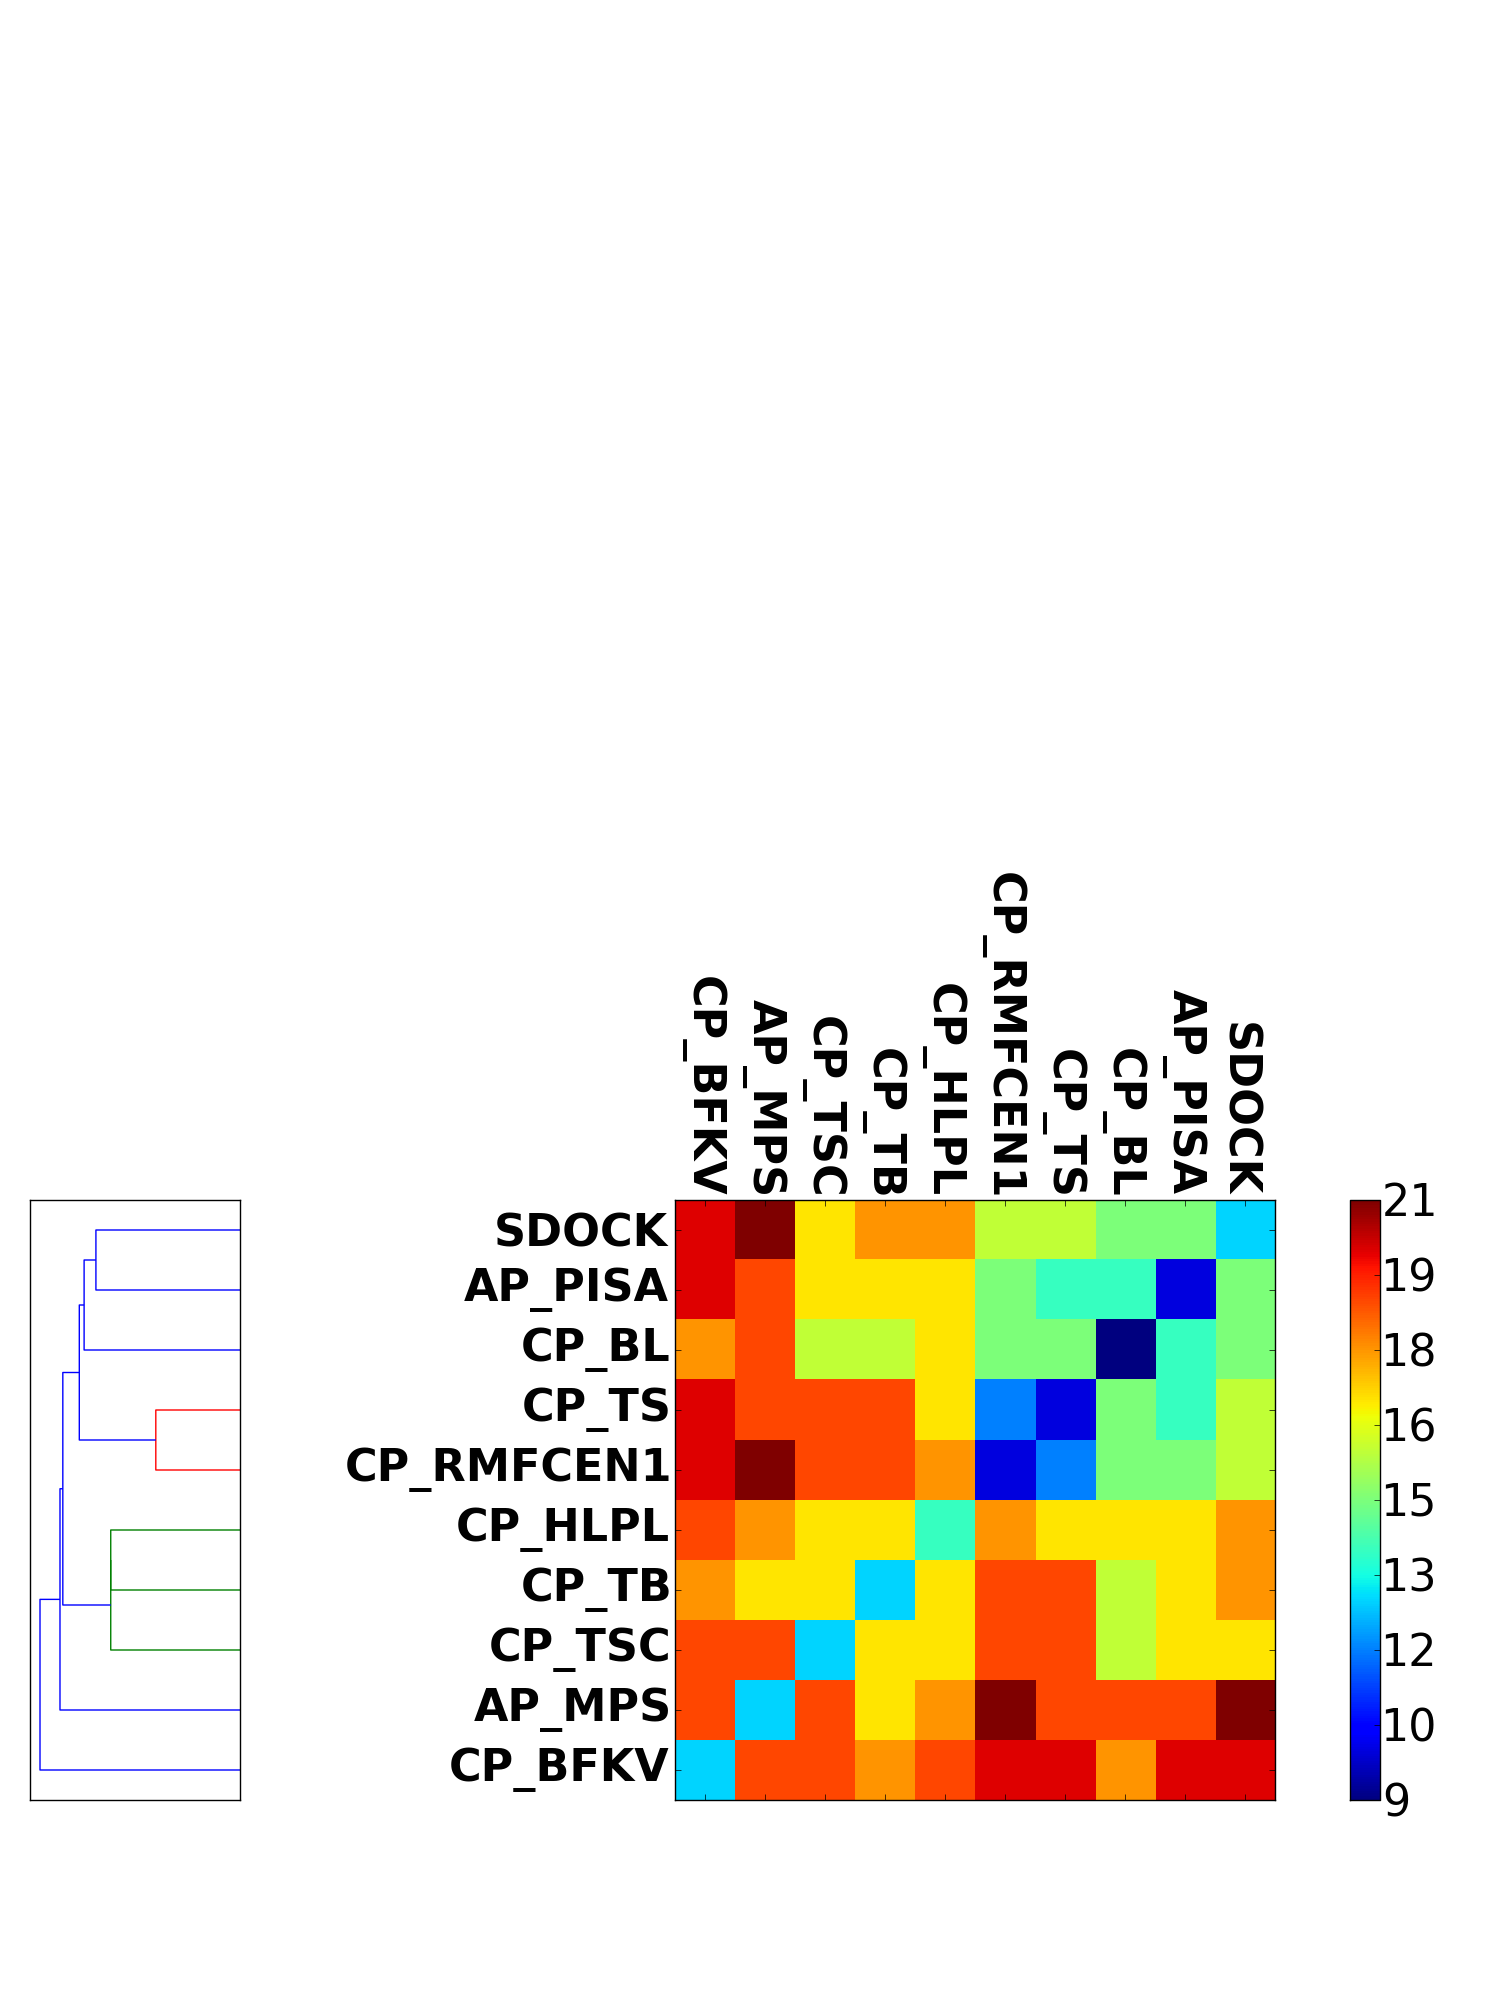 CP_BFKV
AP_MPS
CP_TSC
CP_TB
CP_HLPL
CP_RMFCEN1
CP_TS
CP_BL
AP_PISA
SDOCK
SDOCK
AP_PISA
CP_BL
CP_TS
CP_RMFCEN1
CP_HLPL
CP_TB
CP_TSC
AP_MPS
CP_BFKV
21
19
18
16
15
13
12
10
9